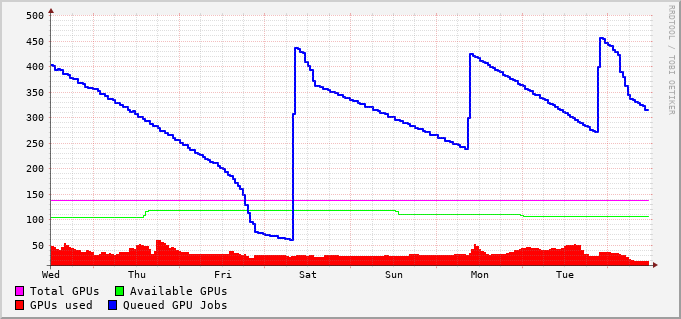 500
450
400
350
300
250
200
150
100
50
Wed Thu Fri Sat Sun Mon Tue
Total GPUs Available GPUs
GPUs used Queued GPU Jobs
RRDTOOL / TOBI OETIKER